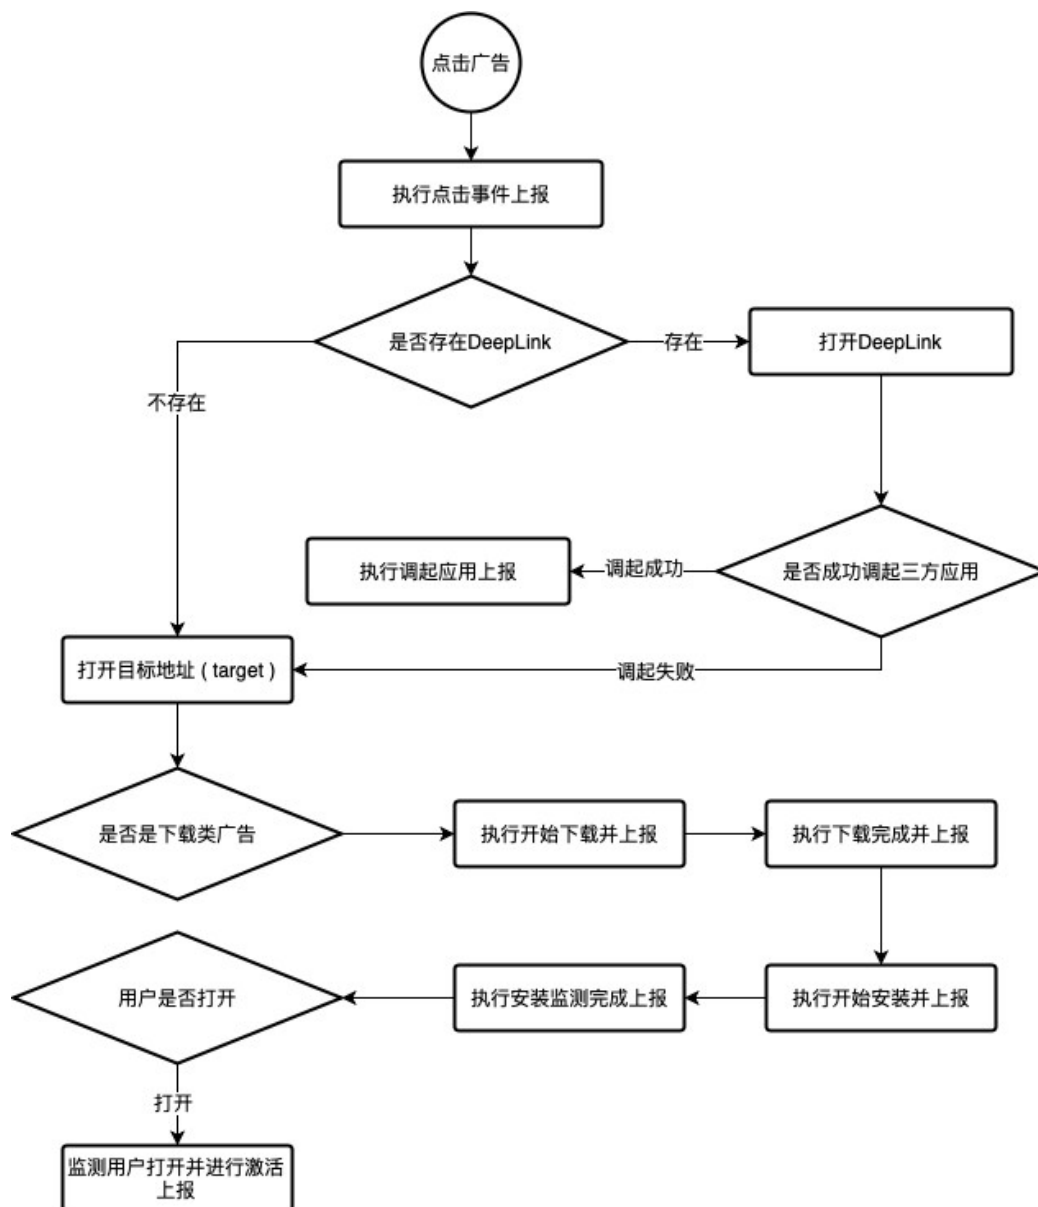 点击广告
执行点击事件上报
是否存在DeepLink
存在
打开DeepLink
不存在
执行调起应用上报
调起成功
是否成功调起三方应用
打开目标地址 ( target )
调起失败
是否是下载类广告
执行开始下载并上报
执行下载完成并上报
用户是否打开
执行安装监测完成上报
执行开始安装并上报
打开
监测用户打开并进行激活
上报